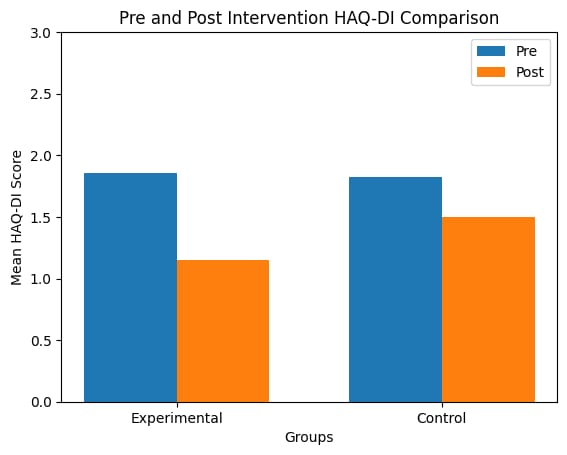 Pre and Post Intervention HAQ-DI Comparison
3.0
Pre
Post
2.5
2.0
1.5
1.0
0.5
0.0
Mean HAQ-DI Score
Experimental
Control
Groups